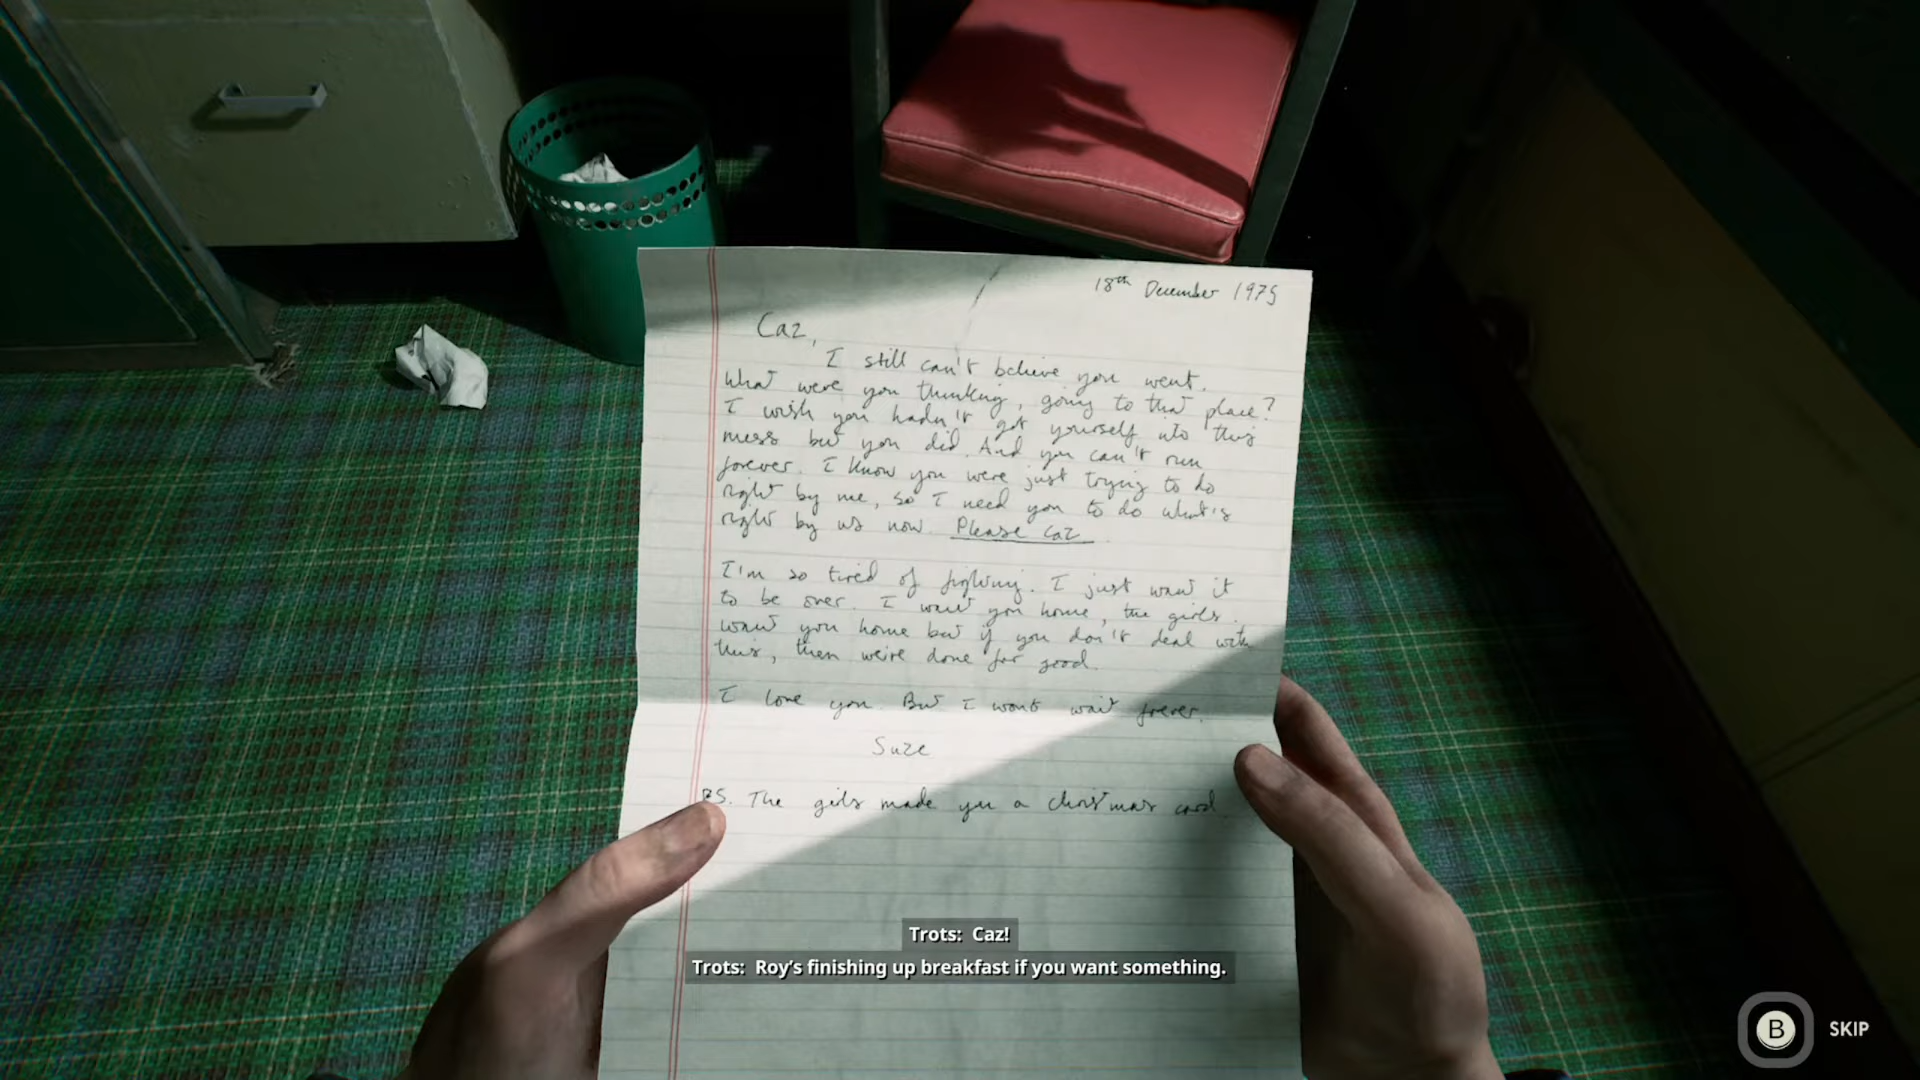 18th December 1975
Caz,
I still can't believe you went.
What were you thinking, going to that place?
I wish you hadn't got yourself into this
mess but you did. And you can't run
forever. I know you were just trying to do
right by me, so I need you to do what's
right by us now. Please Caz.
I'm so tired of fighting. I just want it
to be over. I want you home, the girls
want you home but if you don't deal with
this, then we're done for good.
I love you. But I wont wait forever.
Suze
P.S. The girls made you a christmas card
Trots: Caz!
Trots: Roy's finishing up breakfast if you want something.
B SKIP